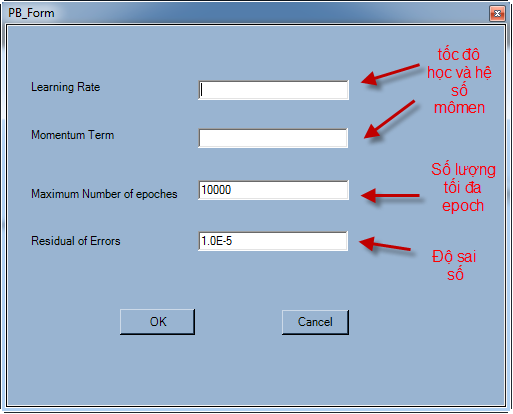 PB_Form
Learning Rate
Momentum Term
Maximum Number of epoches
10000
Residual of Errors
1.0E-5
OK
Cancel
tốc đô
học và hệ
số
mômen
Số lượng
tối đa
epoch
Độ sai
số